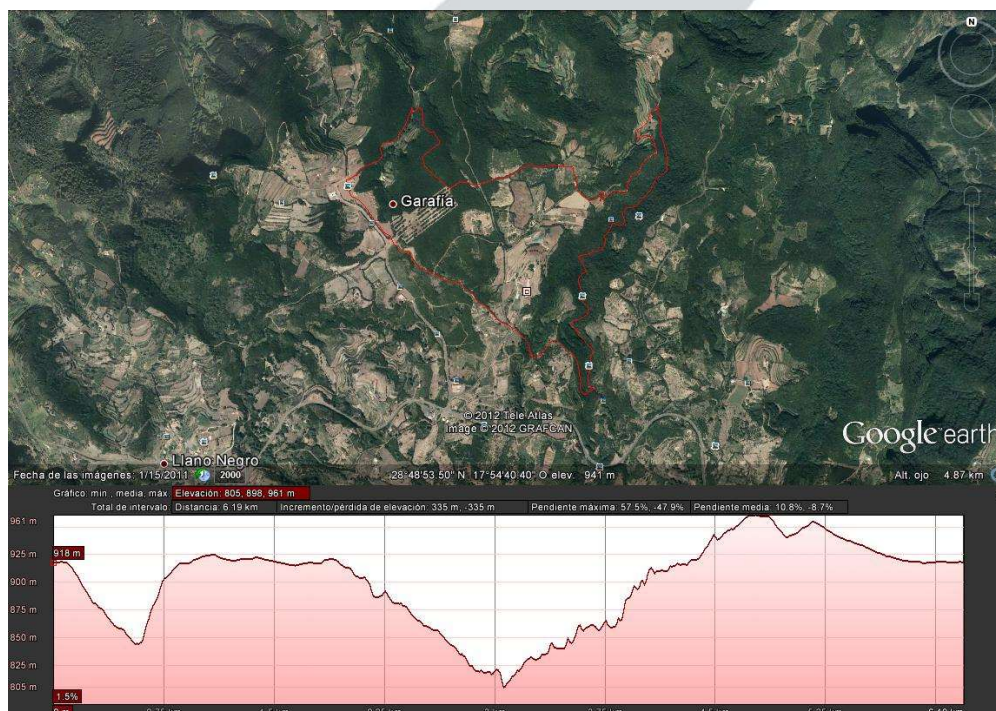 N
Garafía
© 2012 Tele Atlas
Image © 2012 GRAFCAN
Google earth
Llano Negro
Fecha de las imágenes: 1/15/2011 2000 28°48'53.50" N 17°54'40.40" O elev. 941 m Alt. ojo 4.87 km
Gráfico: mín., media, máx Elevación: 805, 898, 961 m
Total de intervalo Distancia: 6.19 km Incremento/pérdida de elevación: 335 m, -335 m Pendiente máxima: 57.5%, -47.9% Pendiente media: 10.8%, -8.7%
961 m
918 m
925 m
900 m
875 m
850 m
825 m
805 m
1.5%